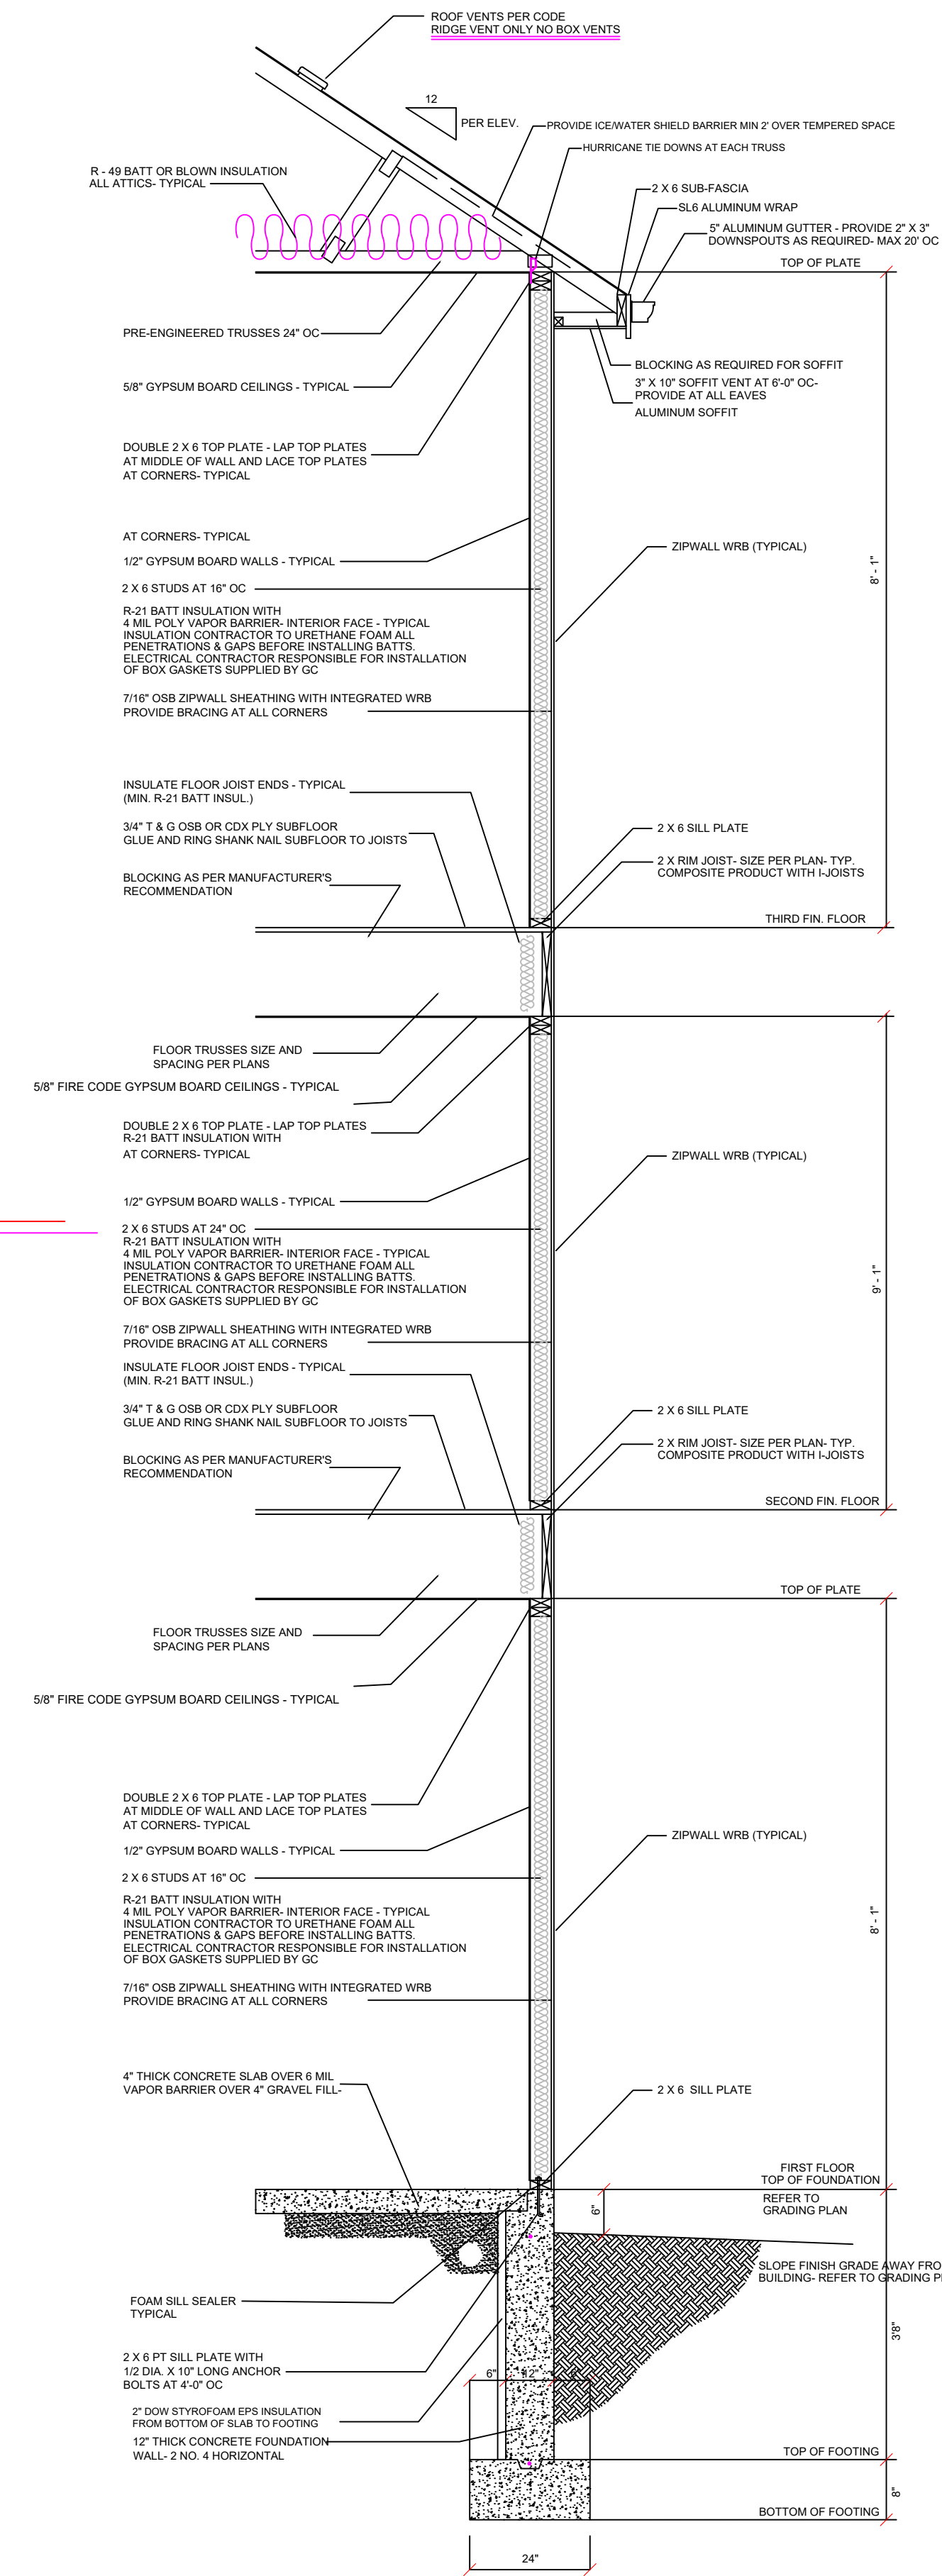 ROOF VENTS PER CODE
RIDGE VENT ONLY NO BOX VENTS
12
PER ELEV.
PROVIDE ICE/WATER SHIELD BARRIER MIN 2' OVER TEMPERED SPACE
HURRICANE TIE DOWNS AT EACH TRUSS
R - 49 BATT OR BLOWN INSULATION
ALL ATTICS- TYPICAL
2 X 6 SUB-FASCIA
SL6 ALUMINUM WRAP
5" ALUMINUM GUTTER - PROVIDE 2" X 3"
DOWNSPOUTS AS REQUIRED- MAX 20' OC
TOP OF PLATE
PRE-ENGINEERED TRUSSES 24" OC
BLOCKING AS REQUIRED FOR SOFFIT
3" X 10" SOFFIT VENT AT 6'-0" OC-
PROVIDE AT ALL EAVES
ALUMINUM SOFFIT
5/8" GYPSUM BOARD CEILINGS - TYPICAL
DOUBLE 2 X 6 TOP PLATE - LAP TOP PLATES
AT MIDDLE OF WALL AND LACE TOP PLATES
AT CORNERS- TYPICAL
AT CORNERS- TYPICAL
ZIPWALL WRB (TYPICAL)
8' - 1"
1/2" GYPSUM BOARD WALLS - TYPICAL
2 X 6 STUDS AT 16" OC
R-21 BATT INSULATION WITH
4 MIL POLY VAPOR BARRIER- INTERIOR FACE - TYPICAL
INSULATION CONTRACTOR TO URETHANE FOAM ALL
PENETRATIONS & GAPS BEFORE INSTALLING BATTS.
ELECTRICAL CONTRACTOR RESPONSIBLE FOR INSTALLATION
OF BOX GASKETS SUPPLIED BY GC
7/16" OSB ZIPWALL SHEATHING WITH INTEGRATED WRB
PROVIDE BRACING AT ALL CORNERS
INSULATE FLOOR JOIST ENDS - TYPICAL
(MIN. R-21 BATT INSUL.)
3/4" T & G OSB OR CDX PLY SUBFLOOR
GLUE AND RING SHANK NAIL SUBFLOOR TO JOISTS
2 X 6 SILL PLATE
2 X RIM JOIST- SIZE PER PLAN- TYP.
COMPOSITE PRODUCT WITH I-JOISTS
BLOCKING AS PER MANUFACTURER'S
RECOMMENDATION
THIRD FIN. FLOOR
FLOOR TRUSSES SIZE AND
SPACING PER PLANS
5/8" FIRE CODE GYPSUM BOARD CEILINGS - TYPICAL
DOUBLE 2 X 6 TOP PLATE - LAP TOP PLATES
R-21 BATT INSULATION WITH
AT CORNERS- TYPICAL
ZIPWALL WRB (TYPICAL)
1/2" GYPSUM BOARD WALLS - TYPICAL
2 X 6 STUDS AT 24" OC
R-21 BATT INSULATION WITH
4 MIL POLY VAPOR BARRIER- INTERIOR FACE - TYPICAL
INSULATION CONTRACTOR TO URETHANE FOAM ALL
PENETRATIONS & GAPS BEFORE INSTALLING BATTS.
ELECTRICAL CONTRACTOR RESPONSIBLE FOR INSTALLATION
OF BOX GASKETS SUPPLIED BY GC
9' - 1"
7/16" OSB ZIPWALL SHEATHING WITH INTEGRATED WRB
PROVIDE BRACING AT ALL CORNERS
INSULATE FLOOR JOIST ENDS - TYPICAL
(MIN. R-21 BATT INSUL.)
3/4" T & G OSB OR CDX PLY SUBFLOOR
GLUE AND RING SHANK NAIL SUBFLOOR TO JOISTS
2 X 6 SILL PLATE
2 X RIM JOIST- SIZE PER PLAN- TYP.
COMPOSITE PRODUCT WITH I-JOISTS
BLOCKING AS PER MANUFACTURER'S
RECOMMENDATION
SECOND FIN. FLOOR
TOP OF PLATE
FLOOR TRUSSES SIZE AND
SPACING PER PLANS
5/8" FIRE CODE GYPSUM BOARD CEILINGS - TYPICAL
DOUBLE 2 X 6 TOP PLATE - LAP TOP PLATES
AT MIDDLE OF WALL AND LACE TOP PLATES
AT CORNERS- TYPICAL
ZIPWALL WRB (TYPICAL)
1/2" GYPSUM BOARD WALLS - TYPICAL
2 X 6 STUDS AT 16" OC
R-21 BATT INSULATION WITH
4 MIL POLY VAPOR BARRIER- INTERIOR FACE - TYPICAL
INSULATION CONTRACTOR TO URETHANE FOAM ALL
PENETRATIONS & GAPS BEFORE INSTALLING BATTS.
ELECTRICAL CONTRACTOR RESPONSIBLE FOR INSTALLATION
OF BOX GASKETS SUPPLIED BY GC
8' - 1"
7/16" OSB ZIPWALL SHEATHING WITH INTEGRATED WRB
PROVIDE BRACING AT ALL CORNERS
4" THICK CONCRETE SLAB OVER 6 MIL
VAPOR BARRIER OVER 4" GRAVEL FILL-
2 X 6 SILL PLATE
FIRST FLOOR
TOP OF FOUNDATION
REFER TO
GRADING PLAN
6"
SLOPE FINISH GRADE AWAY FRO
BUILDING- REFER TO GRADING P
FOAM SILL SEALER
TYPICAL
3'8"
2 X 6 PT SILL PLATE WITH
1/2 DIA. X 10" LONG ANCHOR
BOLTS AT 4'-0" OC
6"
12"
2" DOW STYROFOAM EPS INSULATION
FROM BOTTOM OF SLAB TO FOOTING
12" THICK CONCRETE FOUNDATION
WALL- 2 NO. 4 HORIZONTAL
TOP OF FOOTING
8"
BOTTOM OF FOOTING
24"